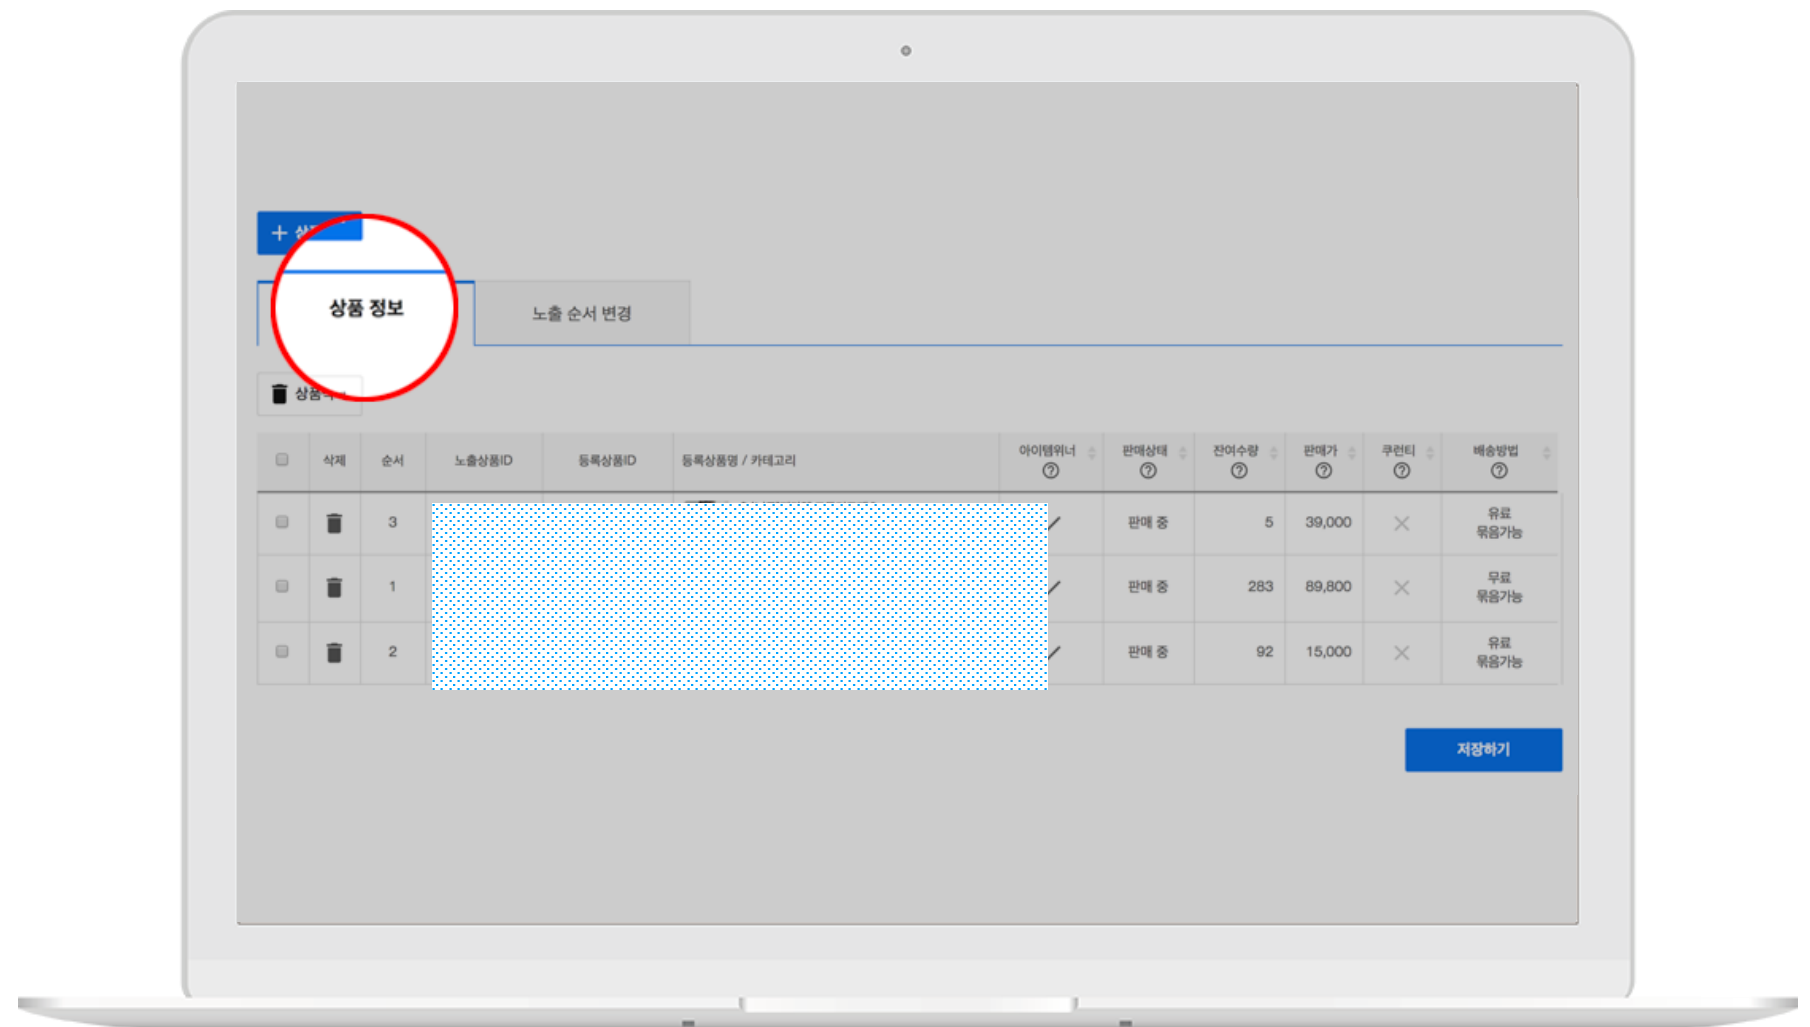 상품 정보
노출 순서 변경
삭제
순서
노출상품ID
등록상품ID
등록상품명 / 카테고리
아이템위너
판매상태
잔여수량
판매가
쿠런티
배송방법
3
판매 중
5
39,000
유료
묶음가능
1
판매 중
283
89,800
무료
묶음가능
2
판매 중
92
15,000
유료
묶음가능
저장하기